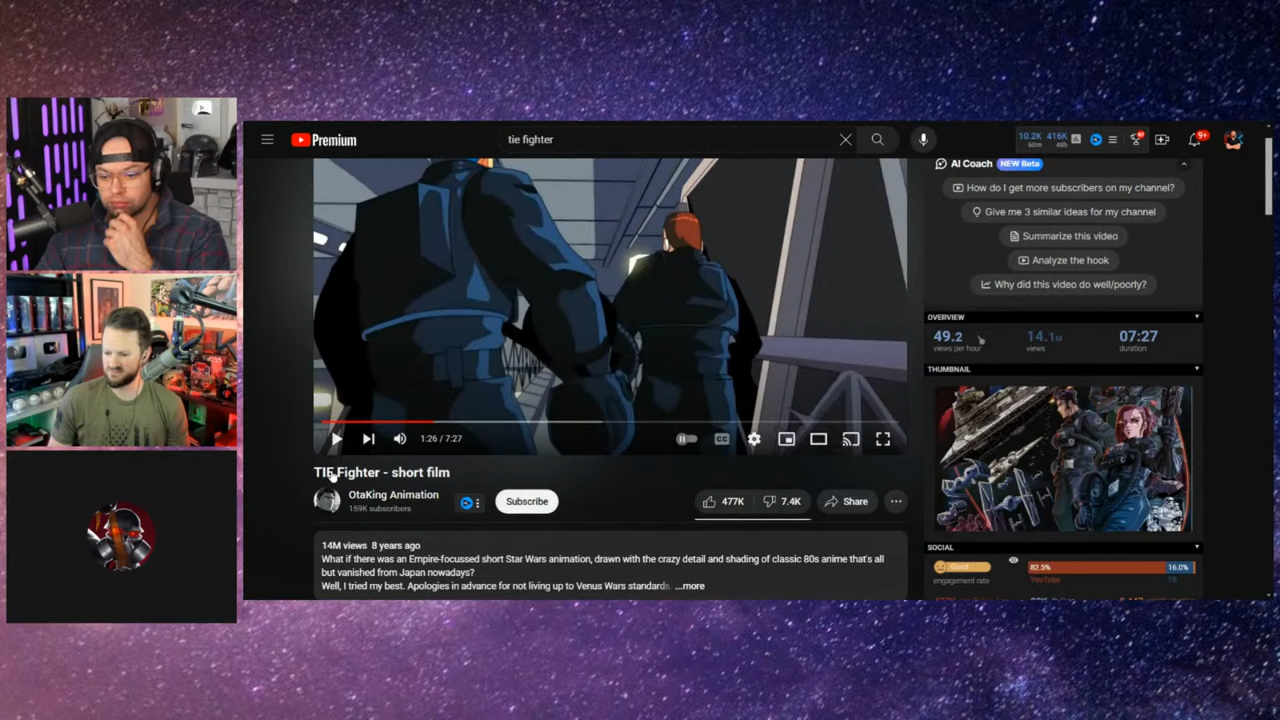 Premium
tie fighter
10.2K 416K
60m 48h
9+
AI Coach NEW Beta
How do I get more subscribers on my channel?
Give me 3 similar ideas for my channel
Summarize this video
Analyze the hook
Why did this video do well/poorly?
OVERVIEW
49.2 14.1M 07:27
views per hour views duration
THUMBNAIL
1:26 / 7:27
CC
TIE Fighter - short film
OtaKing Animation
159K subscribers
Subscribe
477K 7.4K Share
14M views 8 years ago
What if there was an Empire-focussed short Star Wars animation, drawn with the crazy detail and shading of classic 80s anime that's all
but vanished from Japan nowadays?
Well, I tried my best. Apologies in advance for not living up to Venus Wars standards. ...more
SOCIAL
Good 82.5% 16.0%
engagement rate YouTube FB